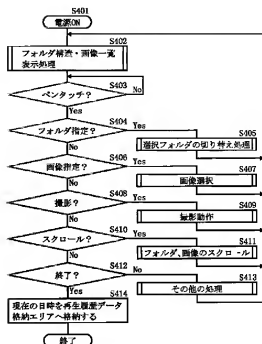 S401
電源ON
S402
フォルダ構造・画像一覧
表示処理
S403
ペンタッチ?
No
Yes
S404
フォルダ指定?
Yes
S405
選択フォルダの切り替え処理
No
S406
画像指定?
Yes
S407
画像選択
No
S408
撮影?
Yes
S409
撮影動作
No
S410
スクロール?
Yes
S411
フォルダ、画像のスクロール
No
S412
終了?
No
S413
その他の処理
Yes
S414
現在の日時を再生履歴データ
格納エリアへ格納する
終了